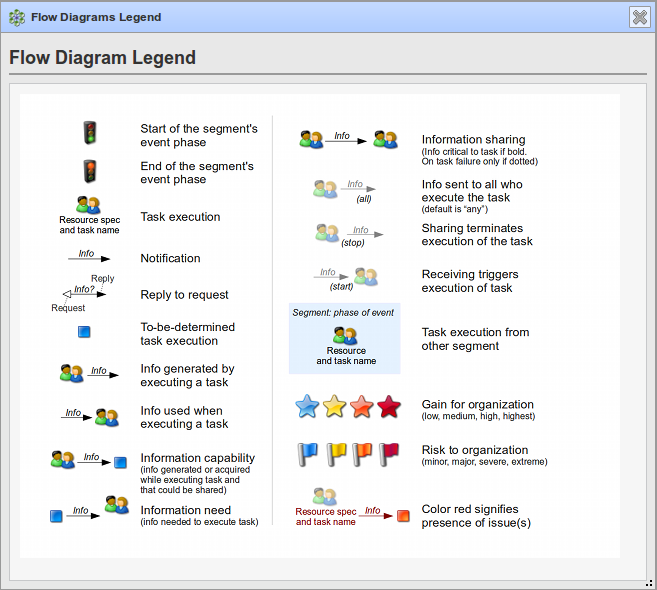 Flow Diagrams Legend
Flow Diagram Legend
Start of the segment's
event phase
End of the segment's
event phase
Resource spec
and task name
Task execution
Info
Notification
Reply
Info?
Request
Reply to request
To-be-determined
task execution
Info
Info generated by
executing a task
Info
Info used when
executing a task
Info
Information capability
(info generated or acquired
while executing task and
that could be shared)
Info
Information need
(info needed to execute task)
Info
Information sharing
(Info critical to task if bold.
On task failure only if dotted)
Info
(all)
Info sent to all who
execute the task
(default is “any”)
Info
(stop)
Sharing terminates
execution of the task
Info
(start)
Receiving triggers
execution of task
Segment: phase of event
Resource
and task name
Task execution from
other segment
Gain for organization
(low, medium, high, highest)
Risk to organization
(minor, major, severe, extreme)
Resource spec
and task name
Info
Color red signifies
presence of issue(s)